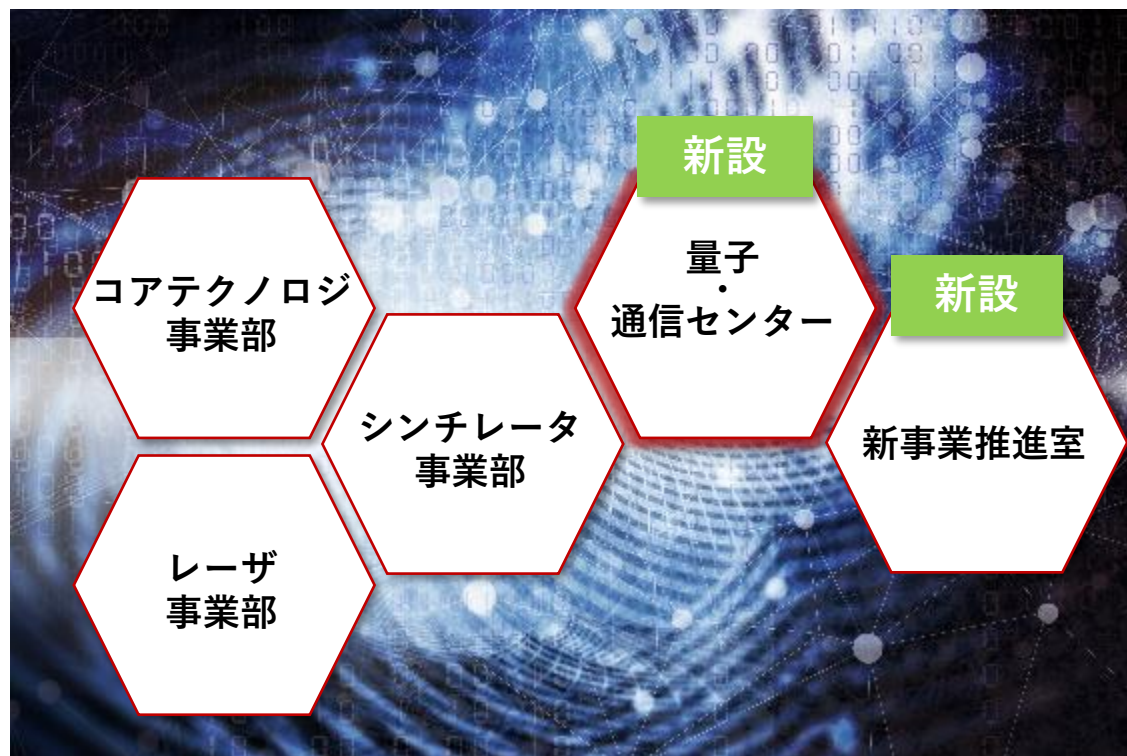 コアテクノロジ
事業部
レーザ
事業部
シンチレータ
事業部
新設
量子
・
通信センター
新設
新事業推進室